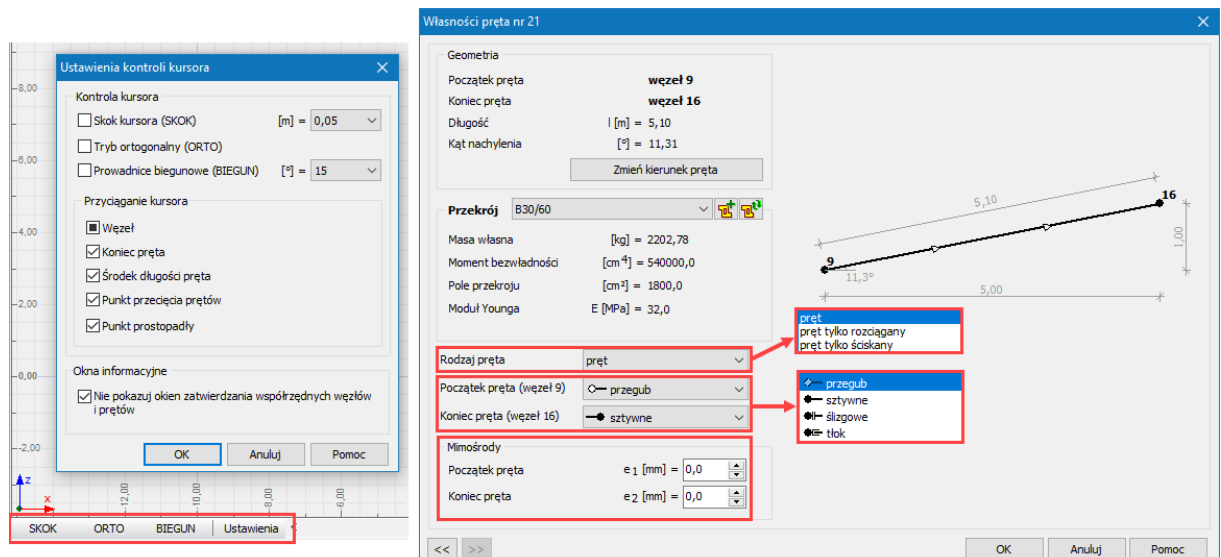 Ustawienia kontroli kursora
Kontrola kursora
Skok kursora (SKOK) [m] = 0,05
Tryb ortogonalny (ORTO)
Prowadnice biegunowe (BIEGUN) [°] = 15
Przyciąganie kursora
Węzeł
Koniec pręta
Środek długości pręta
Punkt przecięcia prętów
Punkt prostopadły
Okna informacyjne
Nie pokazuj okien zatwierdzania współrzędnych węzłów
i prętów
OK Anuluj Pomoc
-8,00
-6,00
-4,00
-2,00
-0,00
-2,00
z
x
-12,00
-10,00
-8,00
-6,00
SKOK ORTO BIEGUN Ustawienia
Własności pręta nr 21
Geometria
Początek pręta węzeł 9
Koniec pręta węzeł 16
Długość l [m] = 5,10
Kąt nachylenia [°] = 11,31
Zmień kierunek pręta
Przekrój B30/60
Masa własna [kg] = 2202,78
Moment bezwładności [cm⁴] = 540000,0
Pole przekroju [cm²] = 1800,0
Moduł Younga E [MPa] = 32,0
Rodzaj pręta pręt
Początek pręta (węzeł 9) przegub
Koniec pręta (węzeł 16) sztywne
Mimośrody
Początek pręta e1 [mm] = 0,0
Koniec pręta e2 [mm] = 0,0
5,10
16
1,00
9
11,3°
5,00
pręt
pręt tylko rozciągany
pręt tylko ściskany
przegub
sztywne
ślizgowe
tłok
<< >> OK Anuluj Pomoc